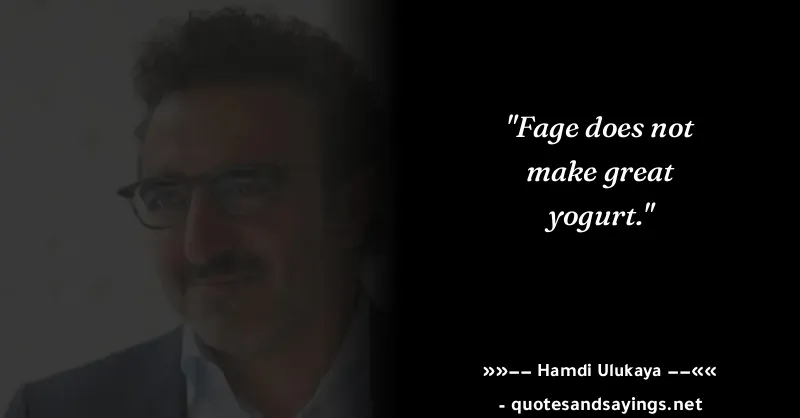 "Fage does not
make great
yogurt."
»»–– Hamdi Ulukaya ––««
- quotesandsayings.net